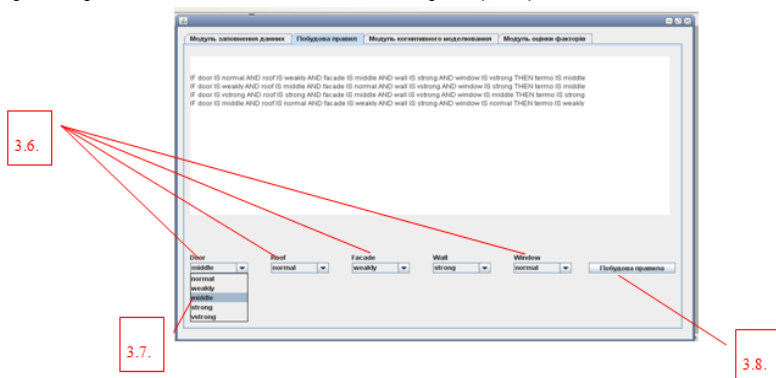 Модуль заповнення данних Побудова правил Модуль когнитивного моделювання Модуль оцінки факторів
IF door IS normal AND roof IS weakly AND facade IS middle AND wall IS strong AND window IS vstrong THEN termo IS middle
IF door IS weakly AND roof IS middle AND facade IS normal AND wall IS vstrong AND window IS strong THEN termo IS middle
IF door IS vstrong AND roof IS strong AND facade IS middle AND wall IS vstrong AND window IS middle THEN termo IS strong
IF door IS middle AND roof IS normal AND facade IS weakly AND wall IS strong AND window IS normal THEN termo IS weakly
3.6.
Door Roof Facade Wall Window
middle normal weakly strong normal Побудова правила
normal
weakly
middle
strong
vstrong
3.7.
3.8.